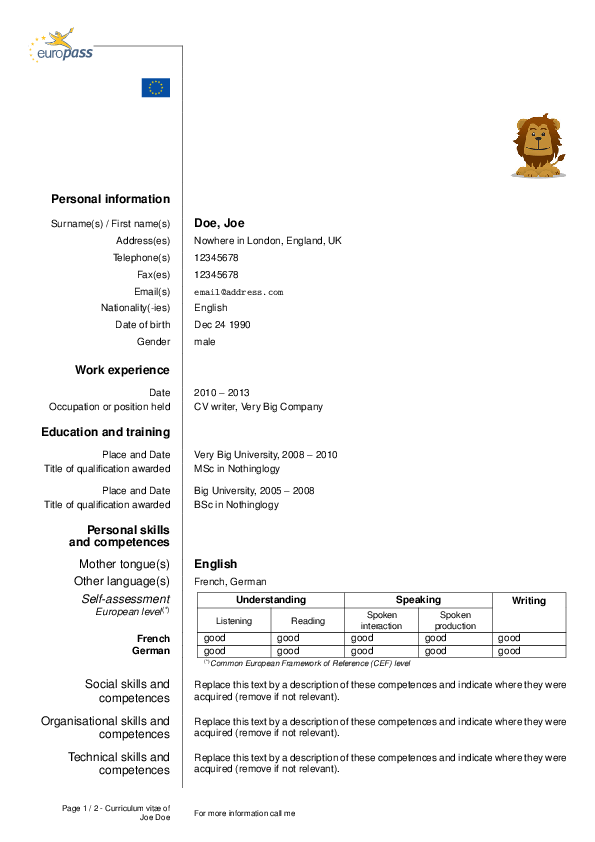 europass
Personal information
Surname(s) / First name(s) Doe, Joe
Address(es) Nowhere in London, England, UK
Telephone(s) 12345678
Fax(es) 12345678
Email(s) email@address.com
Nationality(-ies) English
Date of birth Dec 24 1990
Gender male
Work experience
Date 2010 – 2013
Occupation or position held CV writer, Very Big Company
Education and training
Place and Date Very Big University, 2008 – 2010
Title of qualification awarded MSc in Nothinglogy
Place and Date Big University, 2005 – 2008
Title of qualification awarded BSc in Nothinglogy
Personal skills
and competences
Mother tongue(s) English
Other language(s) French, German
Self-assessment Understanding Speaking Writing
European level(*)
Listening Reading Spoken interaction Spoken production
French good good good good good
German good good good good good
(*) Common European Framework of Reference (CEF) level
Social skills and Replace this text by a description of these competences and indicate where they were
competences acquired (remove if not relevant).
Organisational skills and Replace this text by a description of these competences and indicate where they were
competences acquired (remove if not relevant).
Technical skills and Replace this text by a description of these competences and indicate where they were
competences acquired (remove if not relevant).
Page 1 / 2 - Curriculum vitæ of
Joe Doe
For more information call me